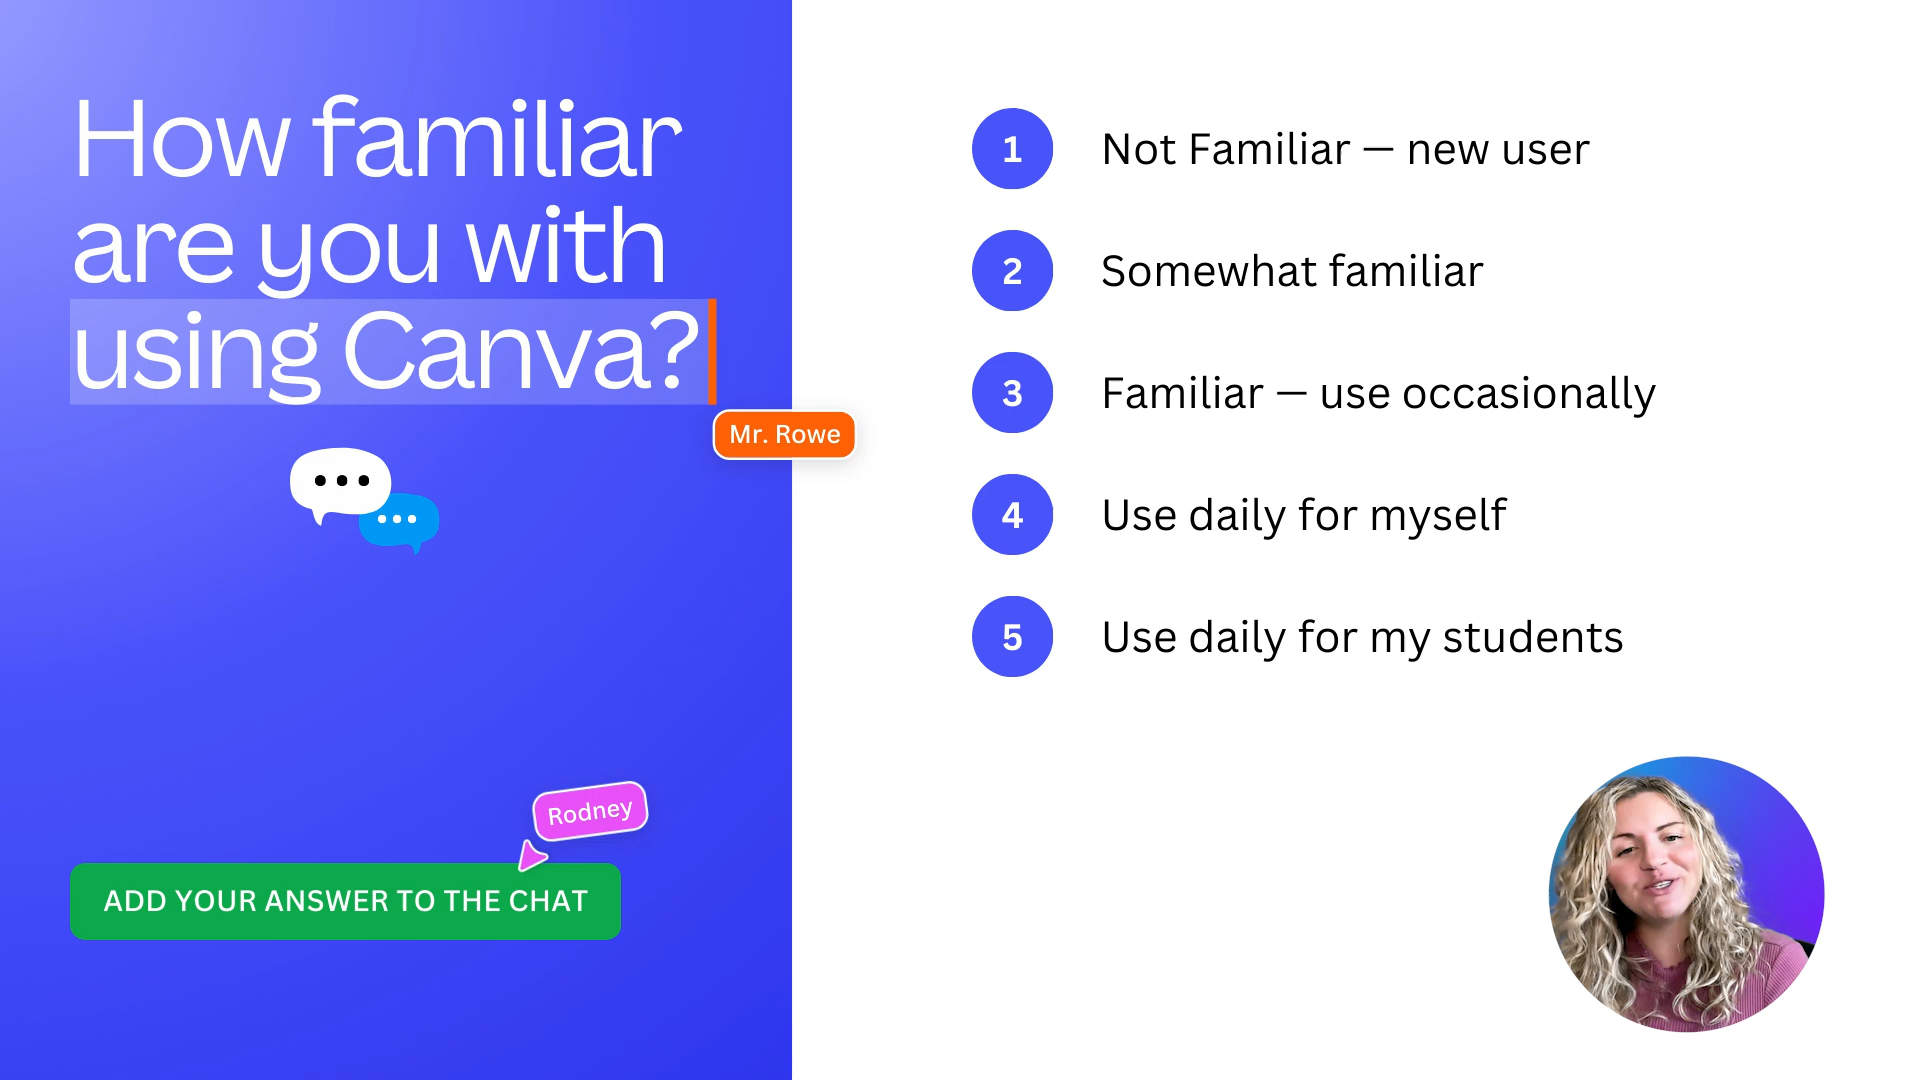 How familiar
are you with
using Canva?
Mr. Rowe
Rodney
ADD YOUR ANSWER TO THE CHAT
1 Not Familiar — new user
2 Somewhat familiar
3 Familiar — use occasionally
4 Use daily for myself
5 Use daily for my students